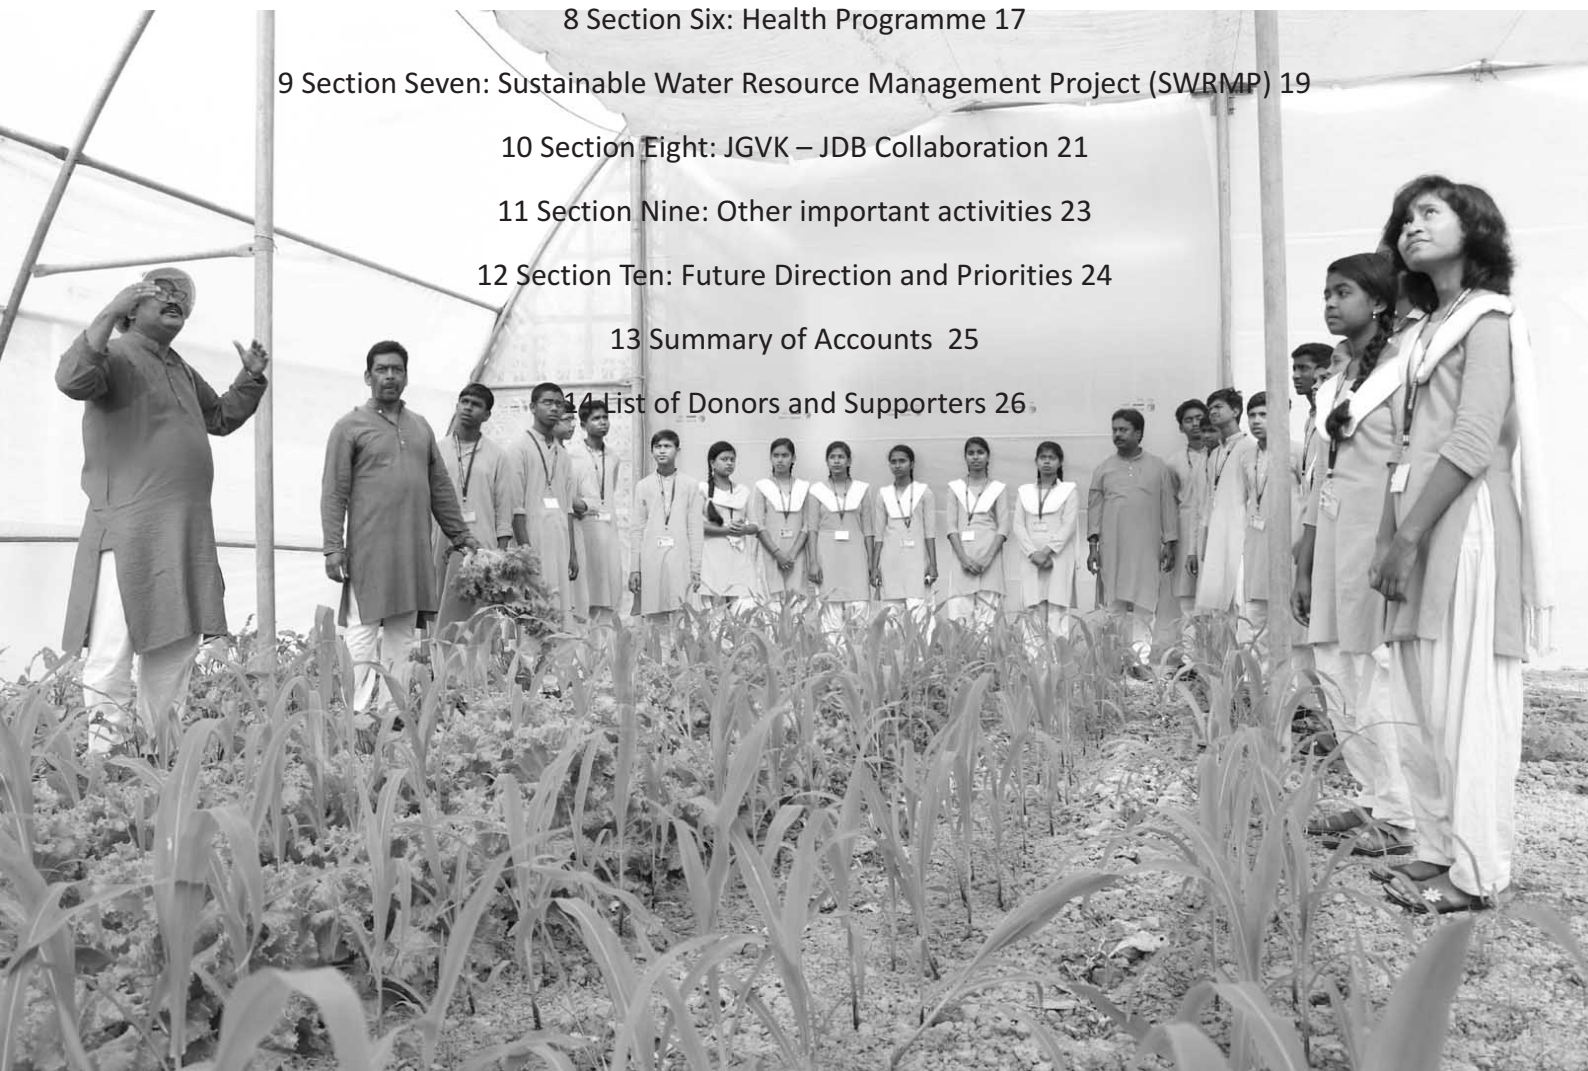 8 Section Six: Health Programme 17
9 Section Seven: Sustainable Water Resource Management Project (SWRMP) 19
10 Section Eight: JGVK – JDB Collaboration 21
11 Section Nine: Other important activities 23
12 Section Ten: Future Direction and Priorities 24
13 Summary of Accounts 25
14 List of Donors and Supporters 26